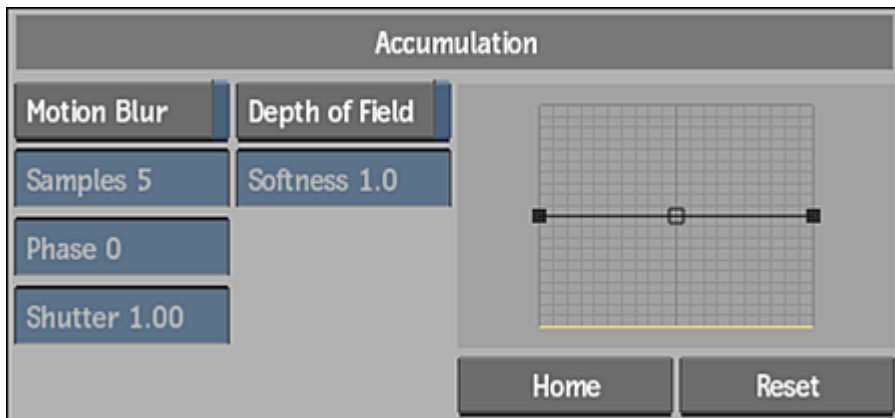 Accumulation
Motion Blur
Depth of Field
Samples 5
Softness 1.0
Phase 0
Shutter 1.00
Home
Reset